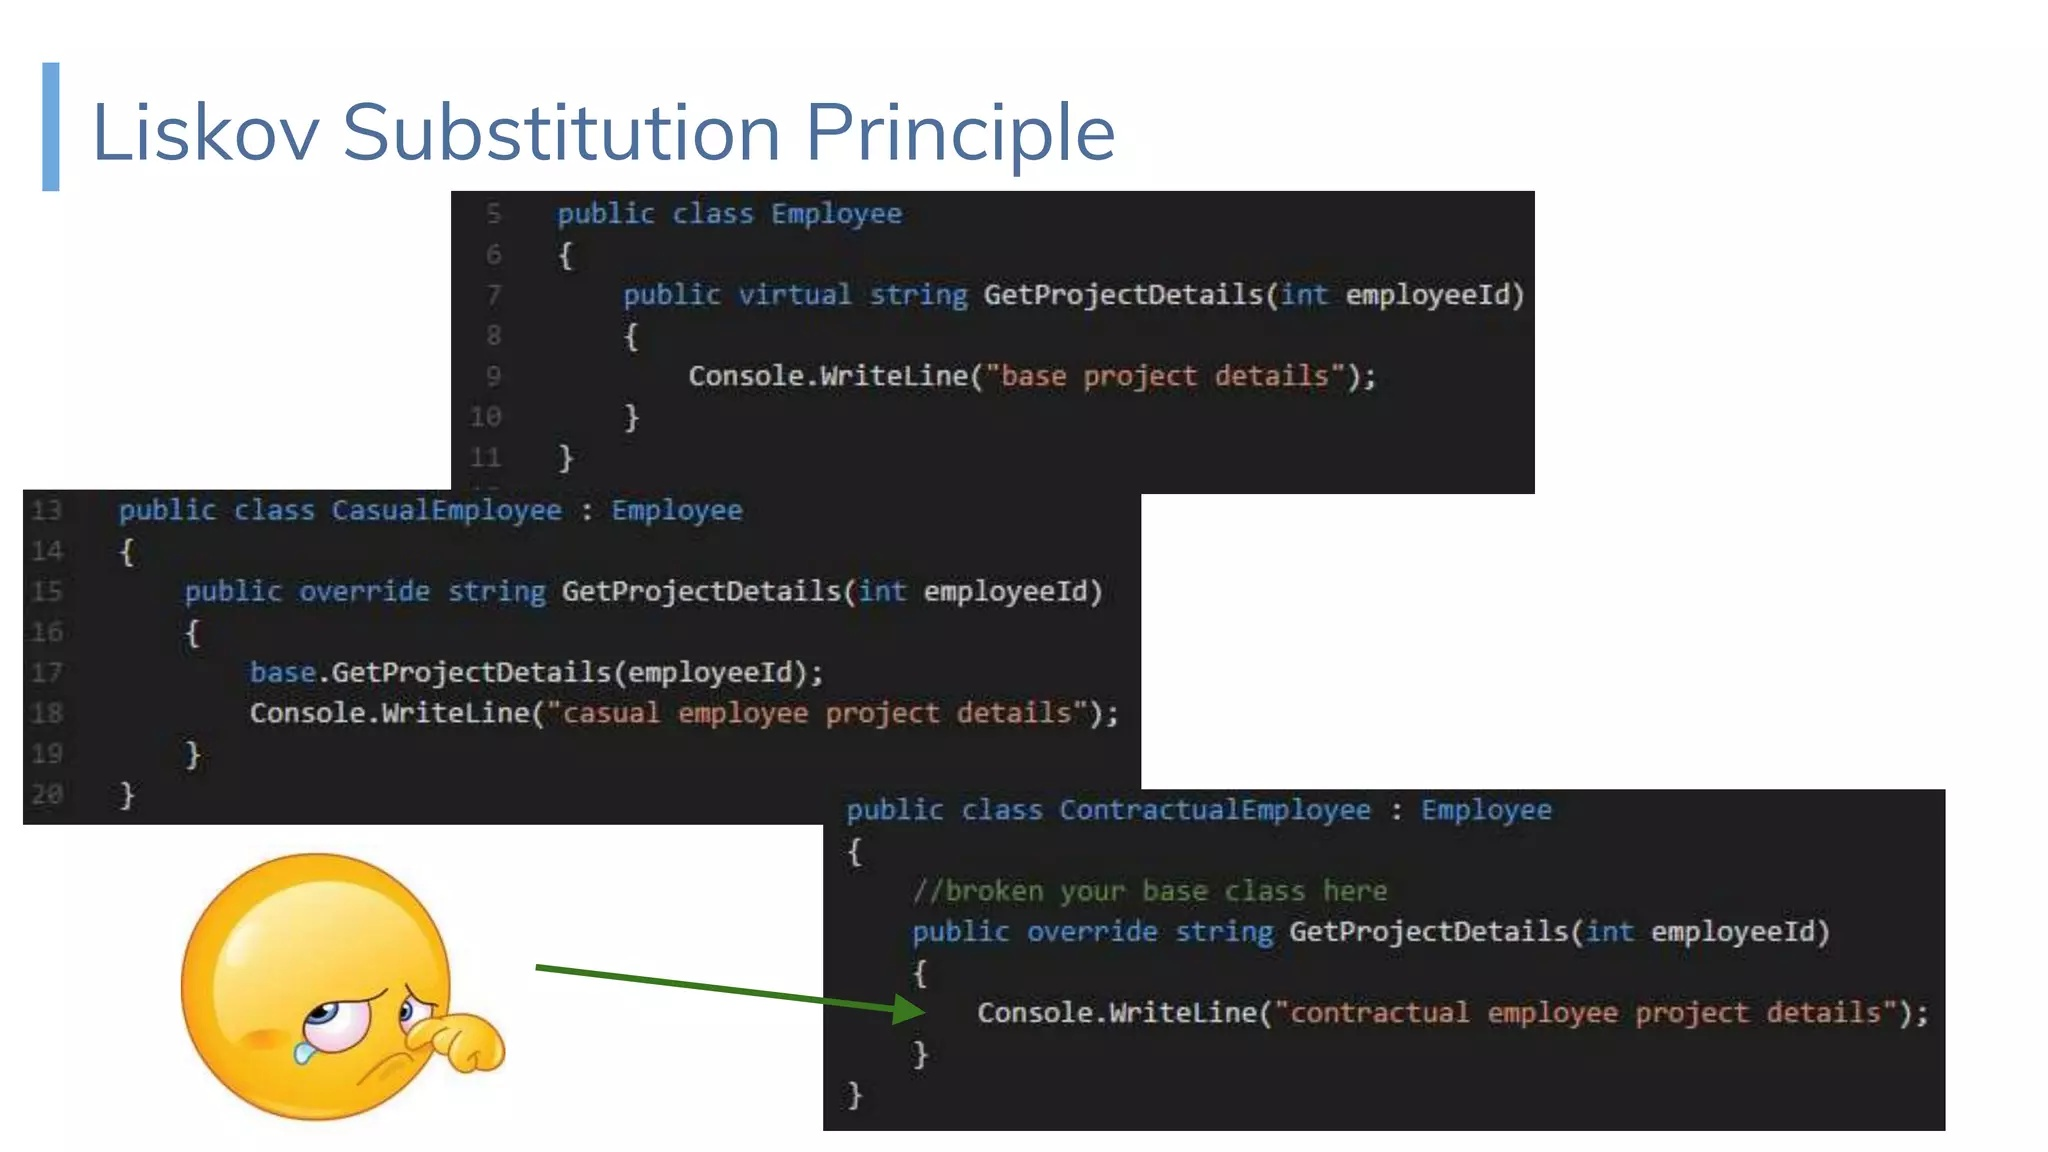 Liskov Substitution Principle
5 public class Employee
6 {
7 public virtual string GetProjectDetails(int employeeId)
8 {
9 Console.WriteLine("base project details");
10 }
11 }
13 public class CasualEmployee : Employee
14 {
15 public override string GetProjectDetails(int employeeId)
16 {
17 base.GetProjectDetails(employeeId);
18 Console.WriteLine("casual employee project details");
19 }
20 }
public class ContractualEmployee : Employee
{
//broken your base class here
public override string GetProjectDetails(int employeeId)
{
Console.WriteLine("contractual employee project details");
}
}